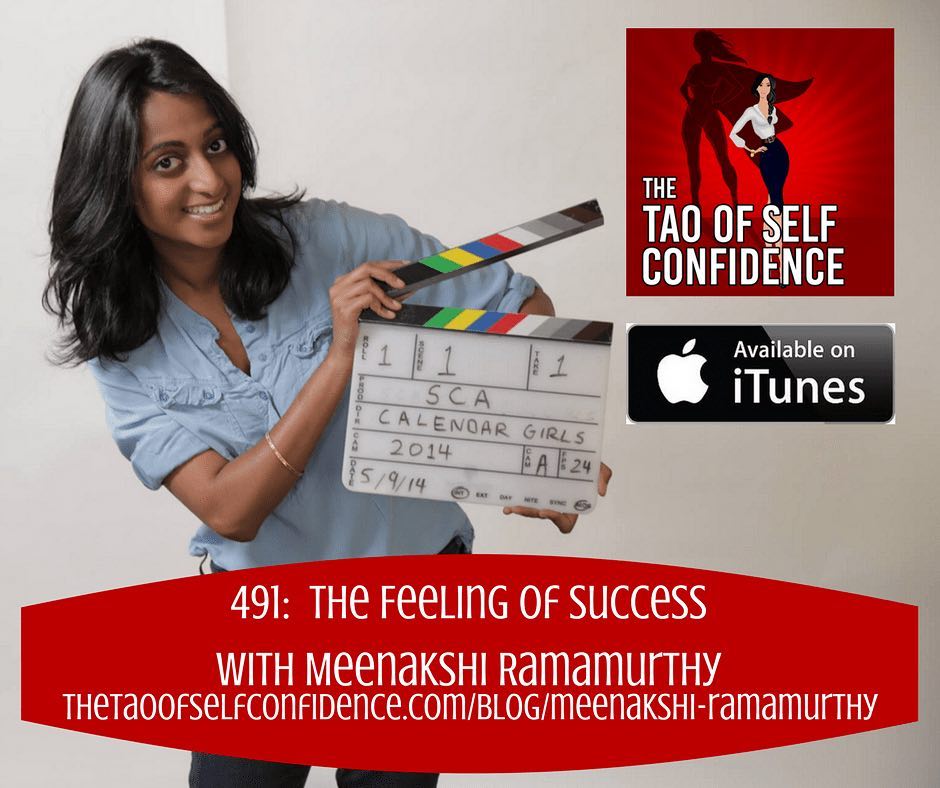 THE
TAO OF SELF
CONFIDENCE
Available on
iTunes
ROLL 1 SCENE 1 TAKE 1
PROD SCA
DIR CALENDAR GIRLS
CAM 2014 CAM A FPS 24
DATE 5/9/14
INT EXT DAY NITE SYNC
491: The Feeling of Success
with Meenakshi Ramamurthy
thetaoofselfconfidence.com/blog/meenakshi-ramamurthy